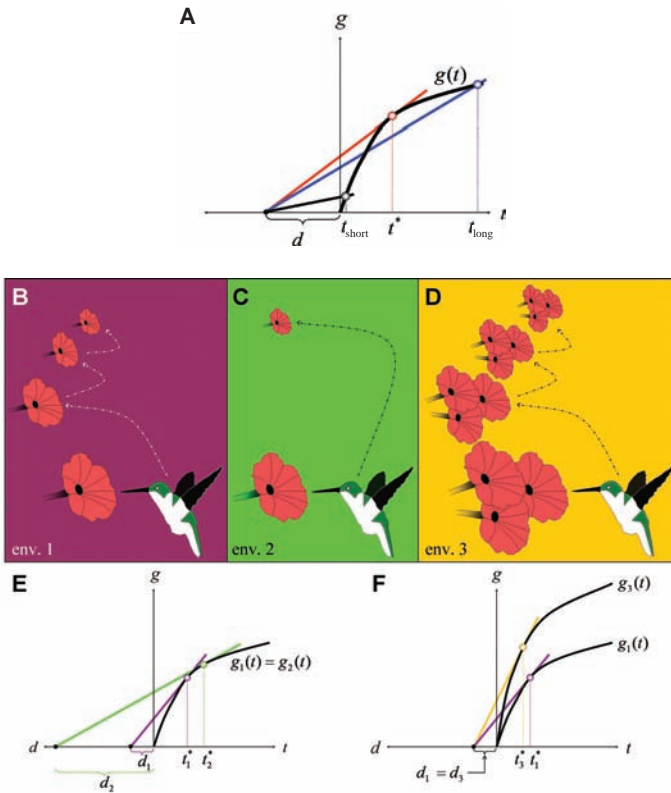 A
g
g(t)
d
t_short
t*
t_long
t
B
C
D
env. 1
env. 2
env. 3
E
g
g₁(t) = g₂(t)
d
d₁
t₁*
t₂*
t
d₂
F
g
g₃(t)
g₁(t)
d
t₃*
t₁*
t
d₁ = d₃